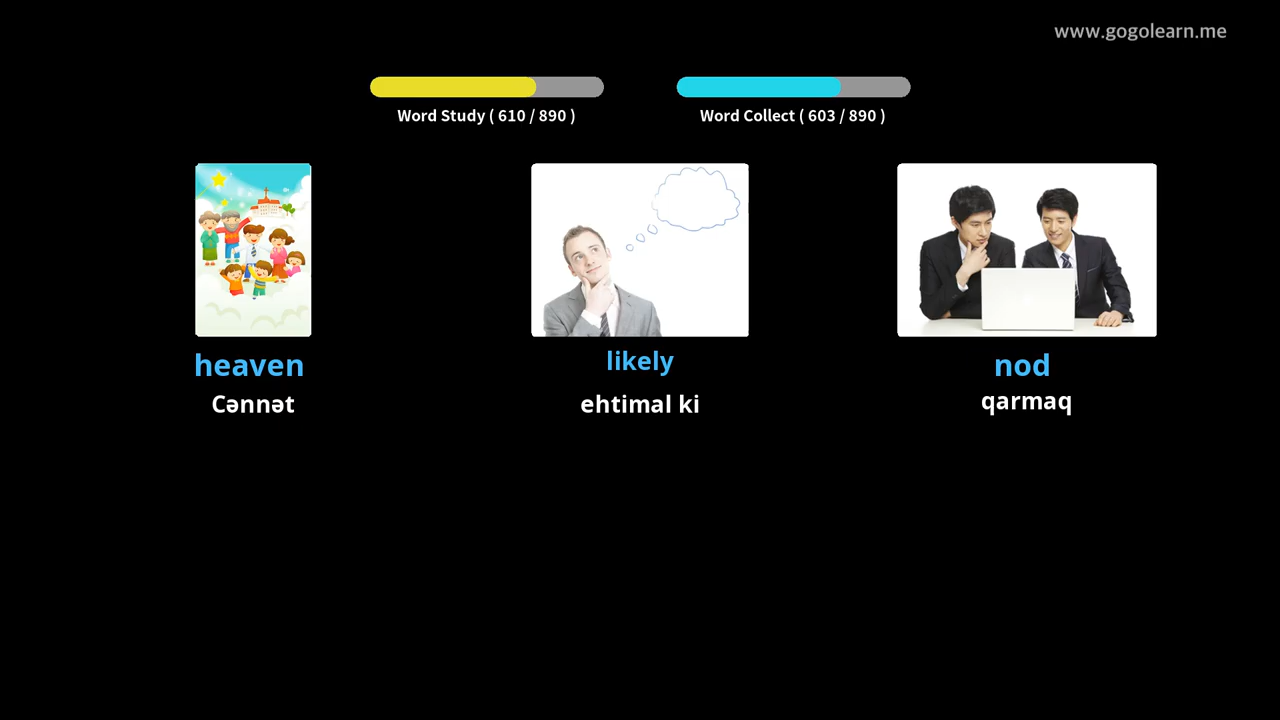 www.gogolearn.me
Word Study ( 610 / 890 )
Word Collect ( 603 / 890 )
heaven
Cənnət
likely
ehtimal ki
nod
qarmaq